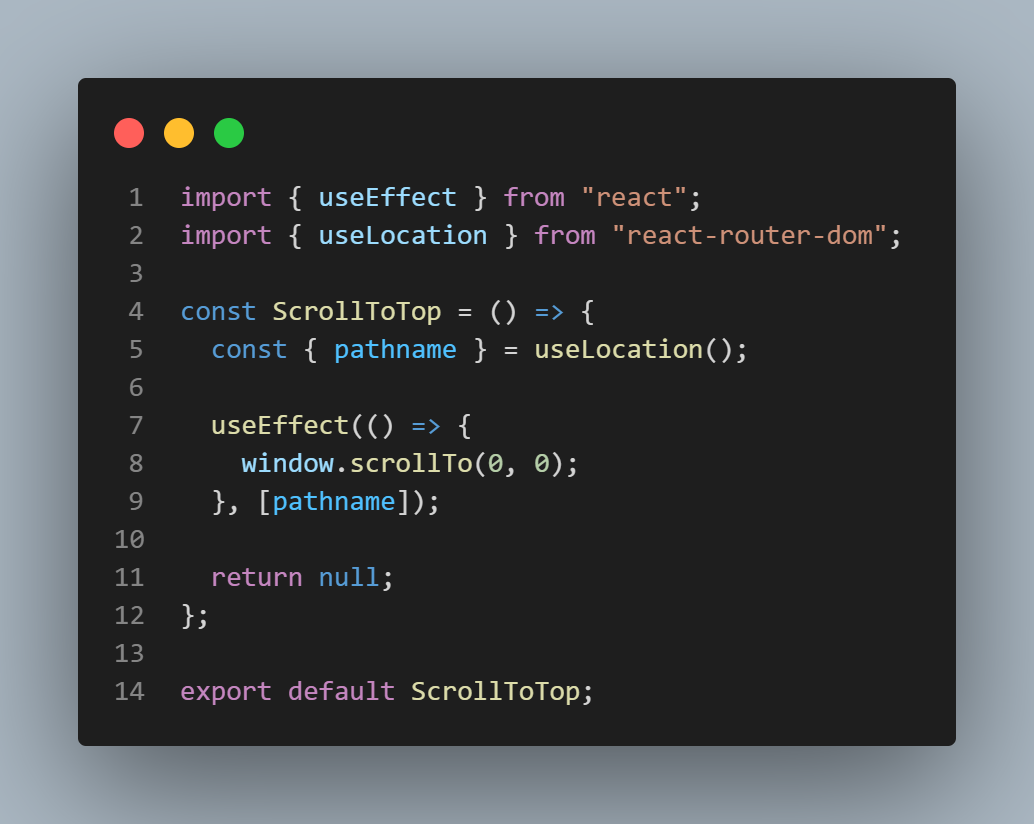 1 import { useEffect } from "react";
2 import { useLocation } from "react-router-dom";
3
4 const ScrollToTop = () => {
5   const { pathname } = useLocation();
6
7   useEffect(() => {
8     window.scrollTo(0, 0);
9   }, [pathname]);
10
11   return null;
12 };
13
14 export default ScrollToTop;